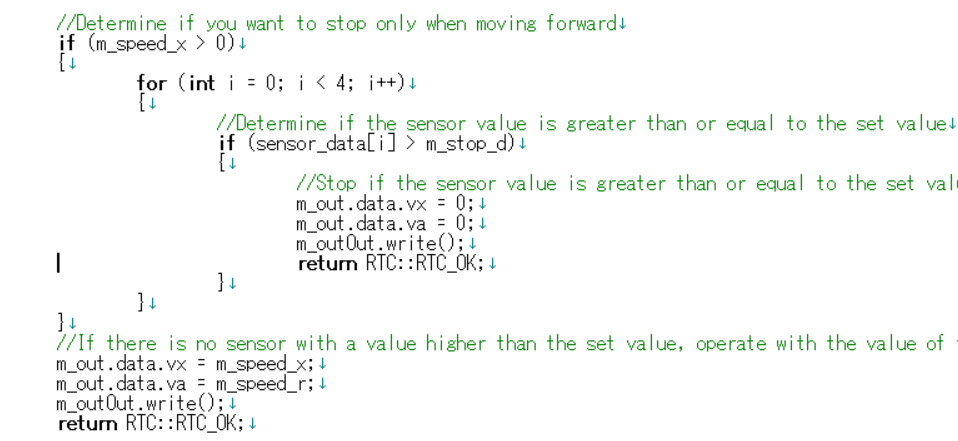 //Determine if you want to stop only when moving forward↓
if (m_speed_x > 0)↓
{↓
for (int i = 0; i < 4; i++)↓
{↓
//Determine if the sensor value is greater than or equal to the set value↓
if (sensor_data[i] > m_stop_d)↓
{↓
//Stop if the sensor value is greater than or equal to the set
m_out.data.vx = 0;↓
m_out.data.va = 0;↓
m_outOut.write();↓
return RTC::RTC_OK;↓
}↓
}↓
}↓
//If there is no sensor with a value higher than the set value, operate with the value of
m_out.data.vx = m_speed_x;↓
m_out.data.va = m_speed_r;↓
m_outOut.write();↓
return RTC::RTC_OK;↓